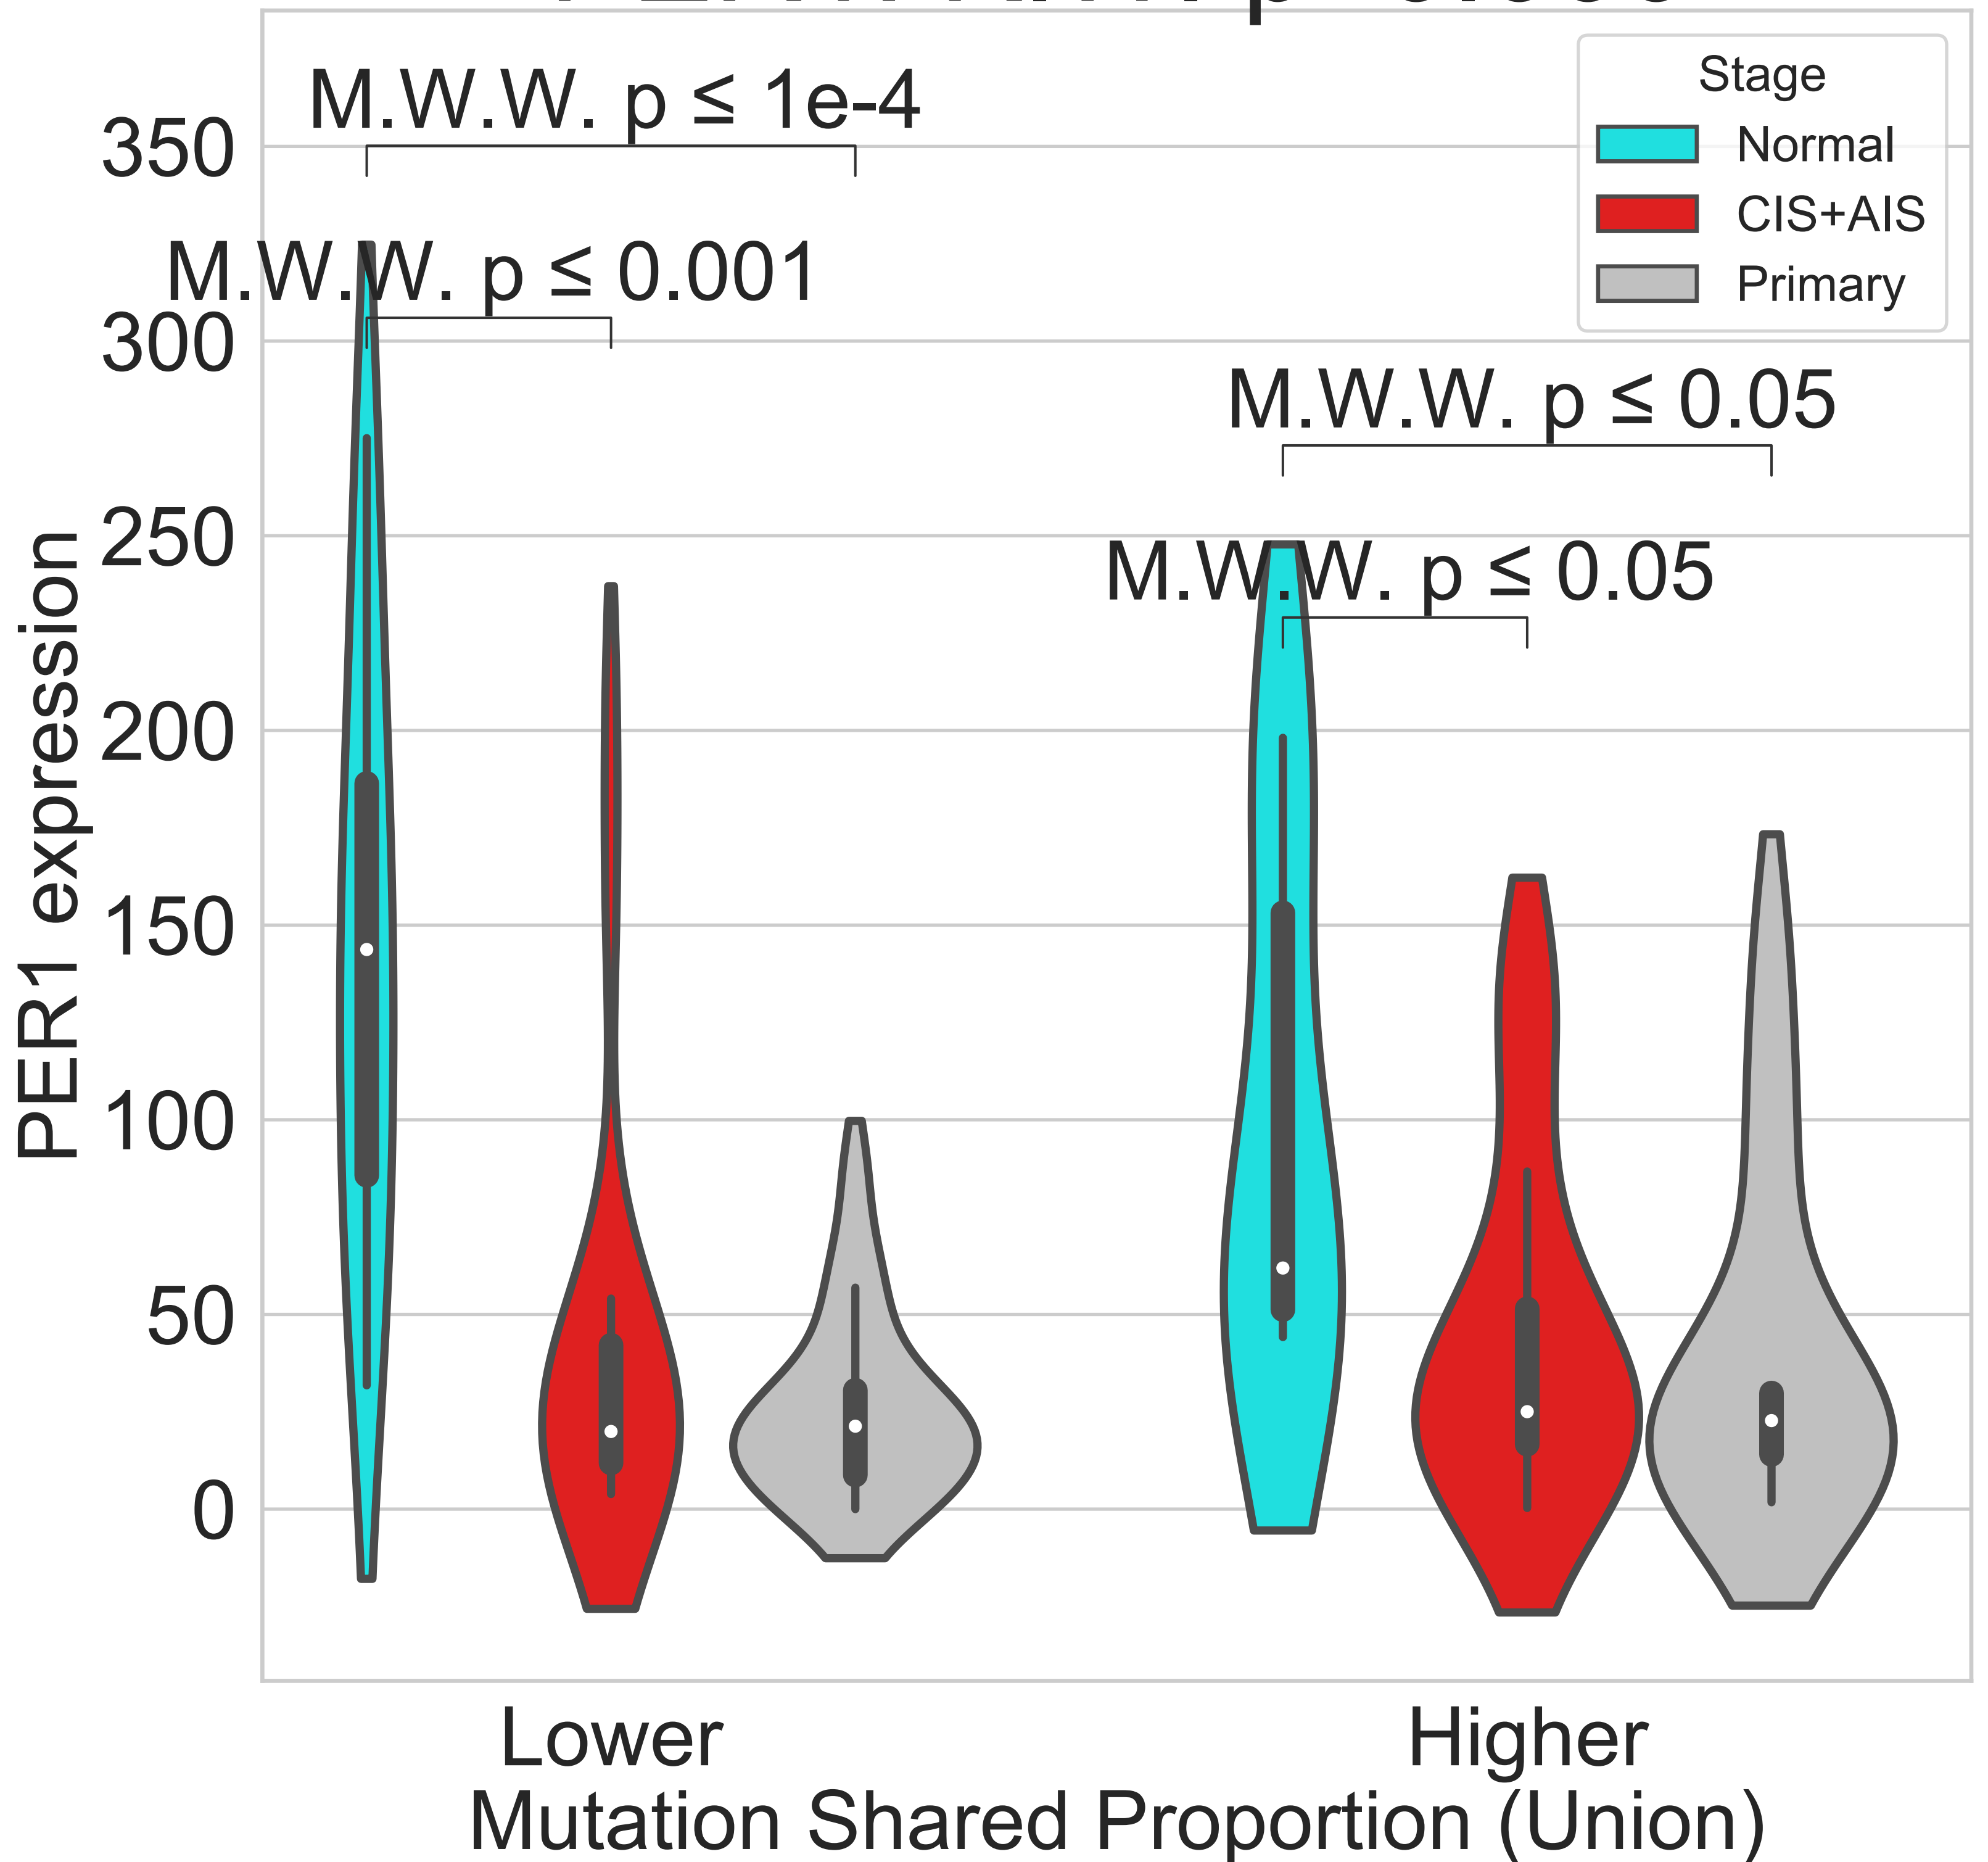 M.W.W. p ≤ 1e-4
M.W.W. p ≤ 0.001
M.W.W. p ≤ 0.05
M.W.W. p ≤ 0.05
Stage
Normal
CIS+AIS
Primary
350
300
250
200
150
100
50
0
PER1 expression
Lower
Higher
Mutation Shared Proportion (Union)